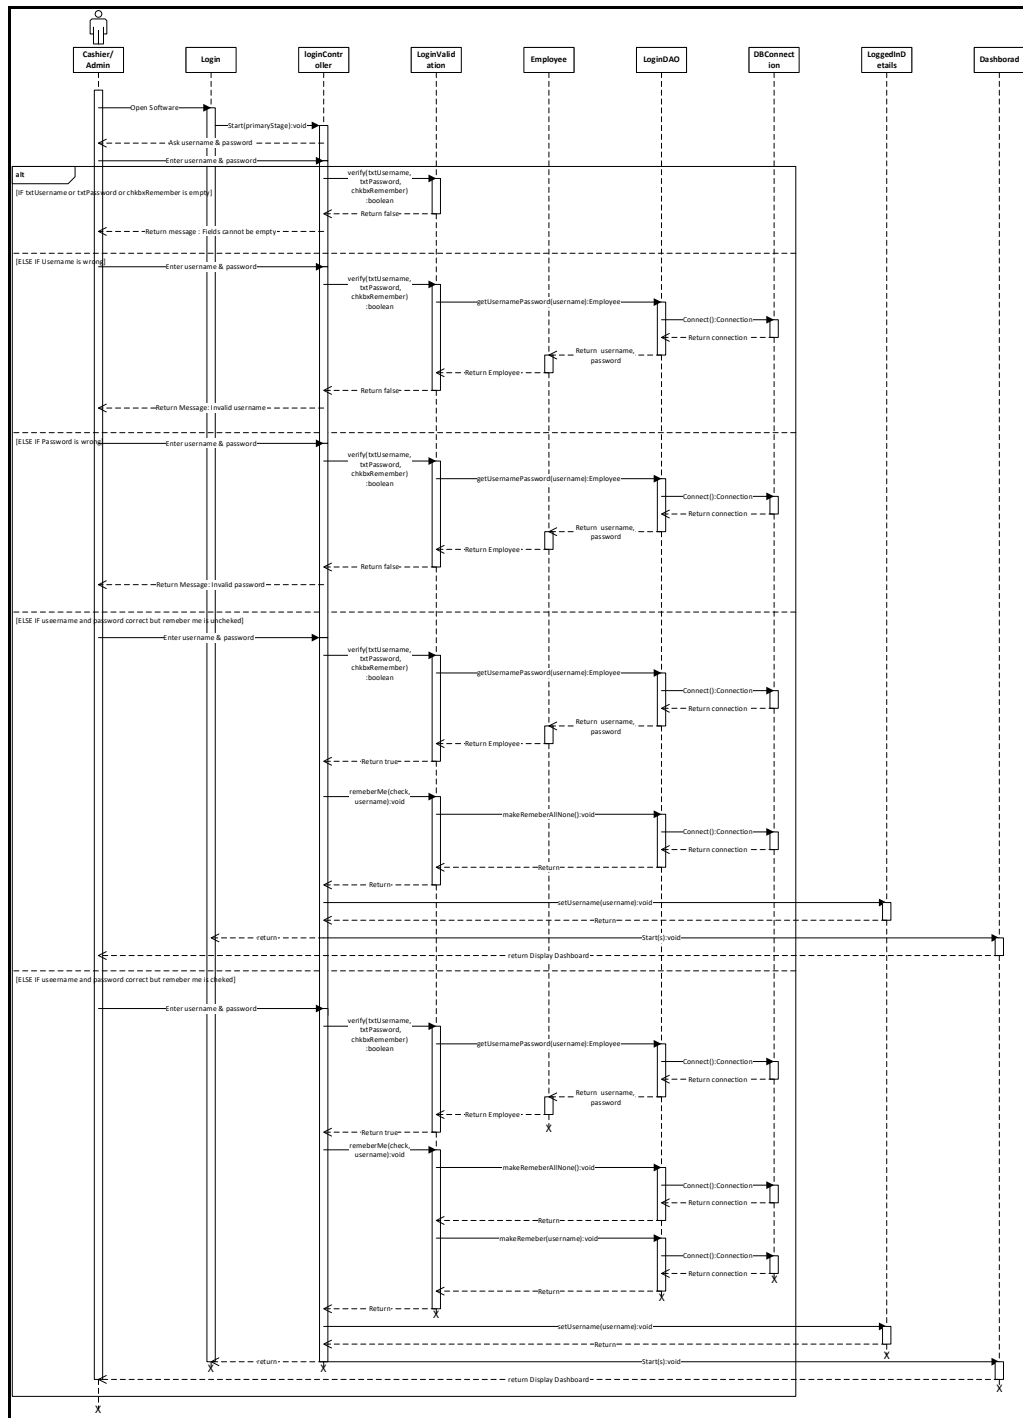 Cashier/
Admin
Login
loginContr
oller
LoginValid
ation
Employee
LoginDAO
DBConnect
ion
LoggedInD
etails
Dashborad
Open Software
Start(primaryStage):void
Ask username & password
Enter username & password
alt
[IF txtUsername or txtPassword or chkbxRemember is empty]
verify(txtUsername,
txtPassword,
chkbxRemember)
:boolean
Return false
Return message : Fields cannot be empty
[ELSE IF Username is wrong]
Enter username & password
verify(txtUsername,
txtPassword,
chkbxRemember)
:boolean
getUsernamePassword(username):Employee
Connect():Connection
Return connection
Return username,
password
Return Employee
Return false
Return Message: Invalid username
[ELSE IF Password is wrong]
Enter username & password
verify(txtUsername,
txtPassword,
chkbxRemember)
:boolean
getUsernamePassword(username):Employee
Connect():Connection
Return connection
Return username,
password
Return Employee
Return false
Return Message: Invalid password
[ELSE IF useername and password correct but remeber me is uncheked]
Enter username & password
verify(txtUsername,
txtPassword,
chkbxRemember)
:boolean
getUsernamePassword(username):Employee
Connect():Connection
Return connection
Return username,
password
Return Employee
Return true
remeberMe(check,
username):void
makeRemeberAllNone():void
Connect():Connection
Return connection
Return
Return
setUsername(username):void
Return
return
Start(s):void
return Display Dashboard
[ELSE IF useername and password correct but remeber me is cheked]
Enter username & password
verify(txtUsername,
txtPassword,
chkbxRemember)
:boolean
getUsernamePassword(username):Employee
Connect():Connection
Return connection
Return username,
password
Return Employee
X
Return true
remeberMe(check,
username):void
makeRemeberAllNone():void
Connect():Connection
Return connection
Return
makeRemeber(username):void
Connect():Connection
Return connection
X
Return
X
Return
X
setUsername(username):void
Return
X
return
Start(s):void
X
X
return Display Dashboard
X
X